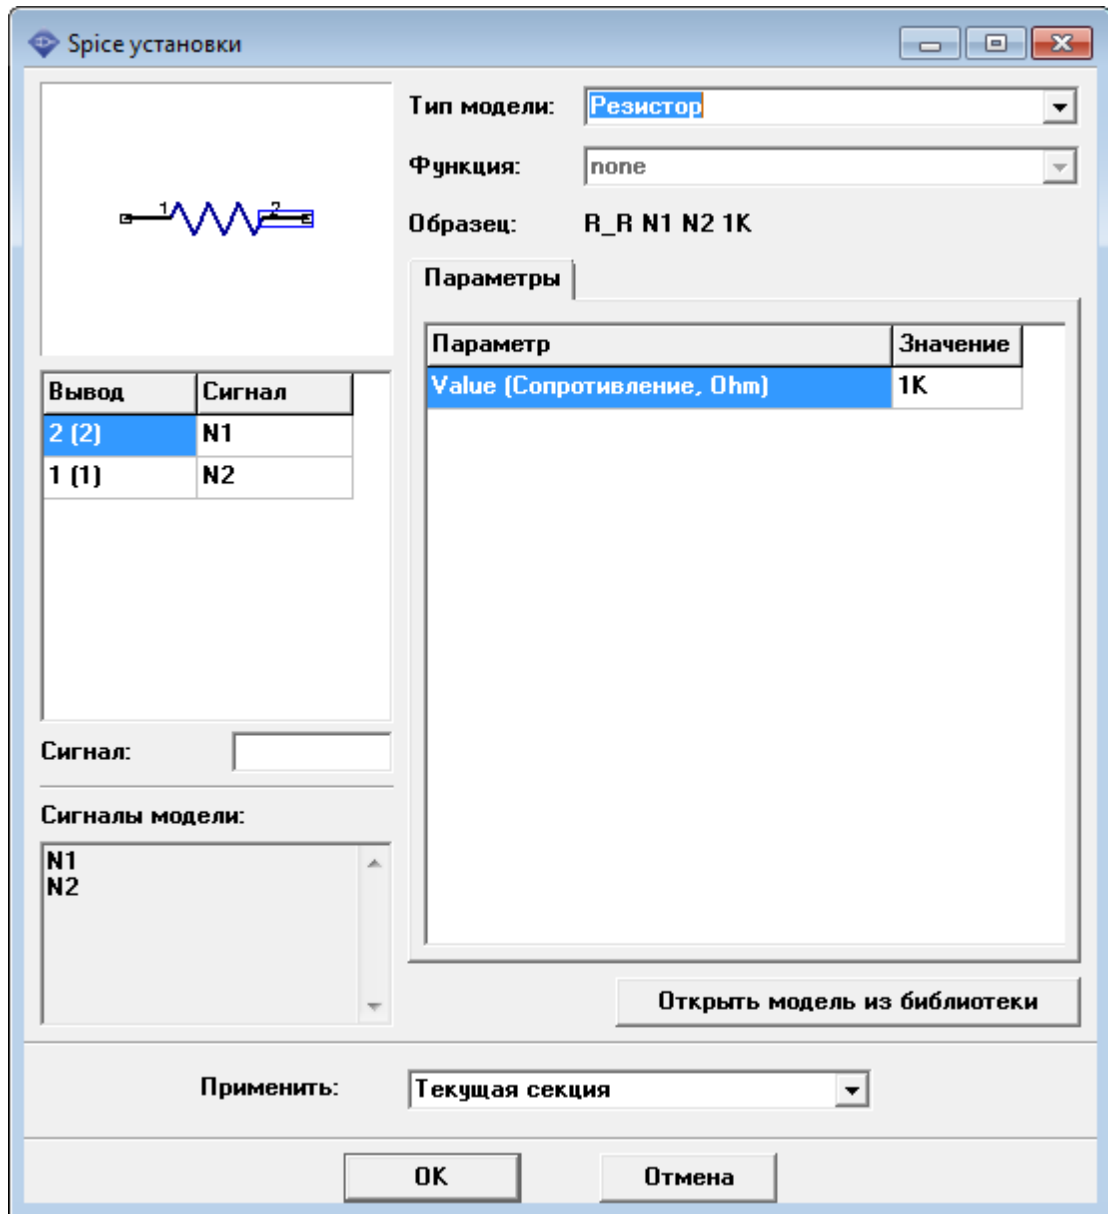 Spice установки
Тип модели: Резистор
Функция: none
1 2
Образец: R_R N1 N2 1K
Параметры
Параметр Значение
Value (Сопротивление, Ohm) 1K
Вывод Сигнал
2 (2) N1
1 (1) N2
Сигнал:
Сигналы модели:
N1
N2
Открыть модель из библиотеки
Применить: Текущая секция
OK Отмена